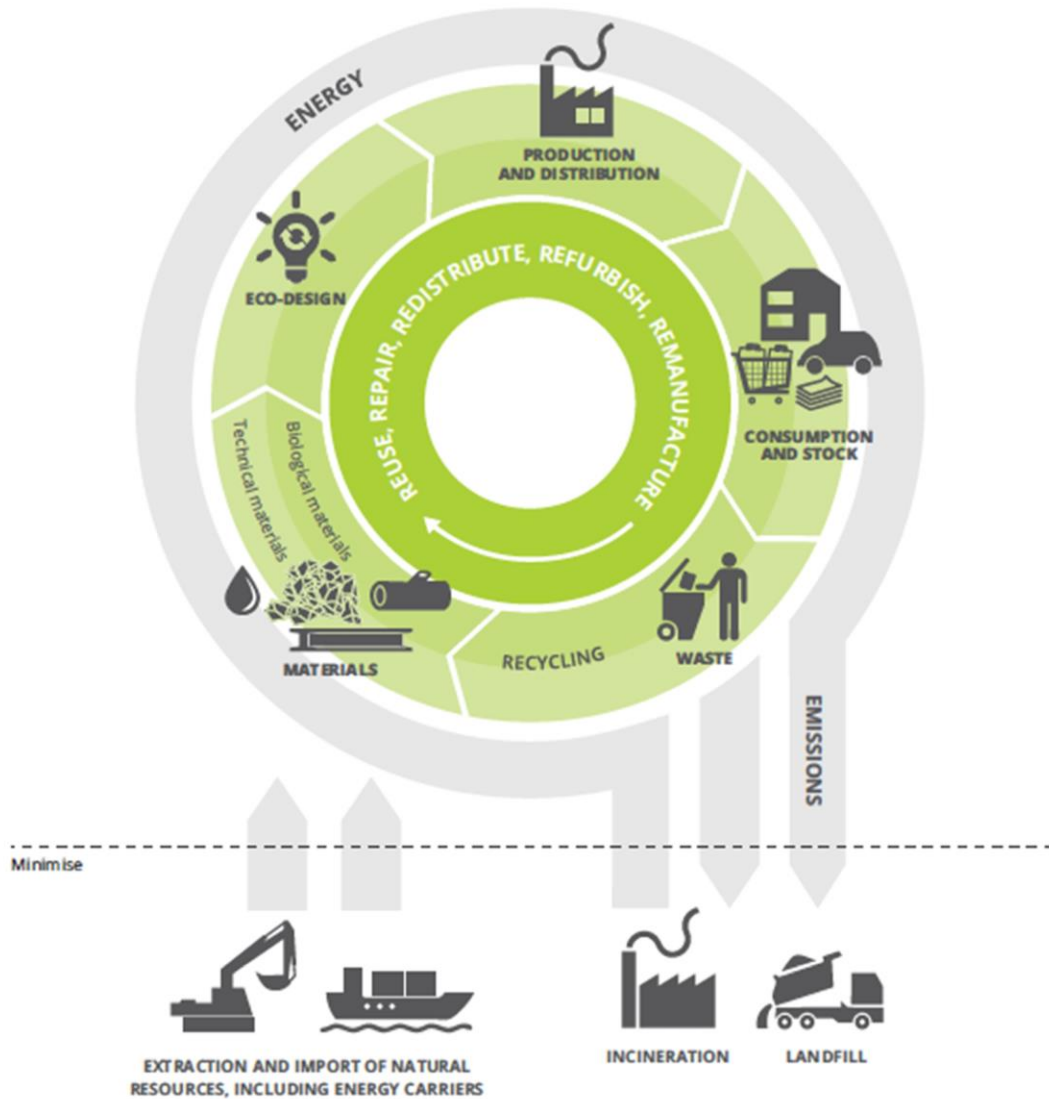 ENERGY
PRODUCTION
AND DISTRIBUTION
ECO-DESIGN
REUSE, REPAIR, REDISTRIBUTE, REFURBISH, REMANUFACTURE
CONSUMPTION
AND STOCK
Technical materials
Biological materials
MATERIALS
RECYCLING
WASTE
EMISSIONS
Minimise
EXTRACTION AND IMPORT OF NATURAL
RESOURCES, INCLUDING ENERGY CARRIERS
INCINERATION
LANDFILL